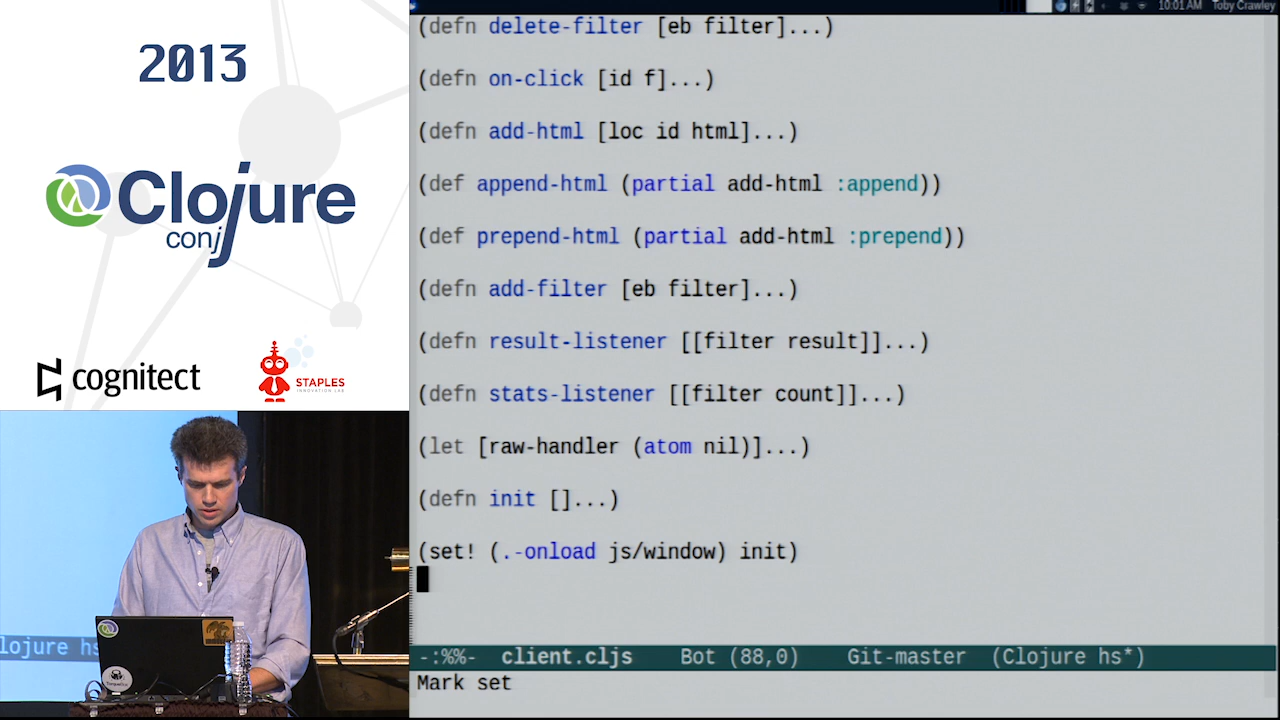 2013
Clojure
conj
cognitect
STAPLES
INNOVATION LAB
lojure hs
10:01 AM Toby Crawley
(defn delete-filter [eb filter]...)
(defn on-click [id f]...)
(defn add-html [loc id html]...)
(def append-html (partial add-html :append))
(def prepend-html (partial add-html :prepend))
(defn add-filter [eb filter]...)
(defn result-listener [[filter result]]...)
(defn stats-listener [[filter count]]...)
(let [raw-handler (atom nil)]...)
(defn init []...)
(set! (.-onload js/window) init)
-:%%- client.cljs Bot (88,0) Git-master (Clojure hs*)
Mark set